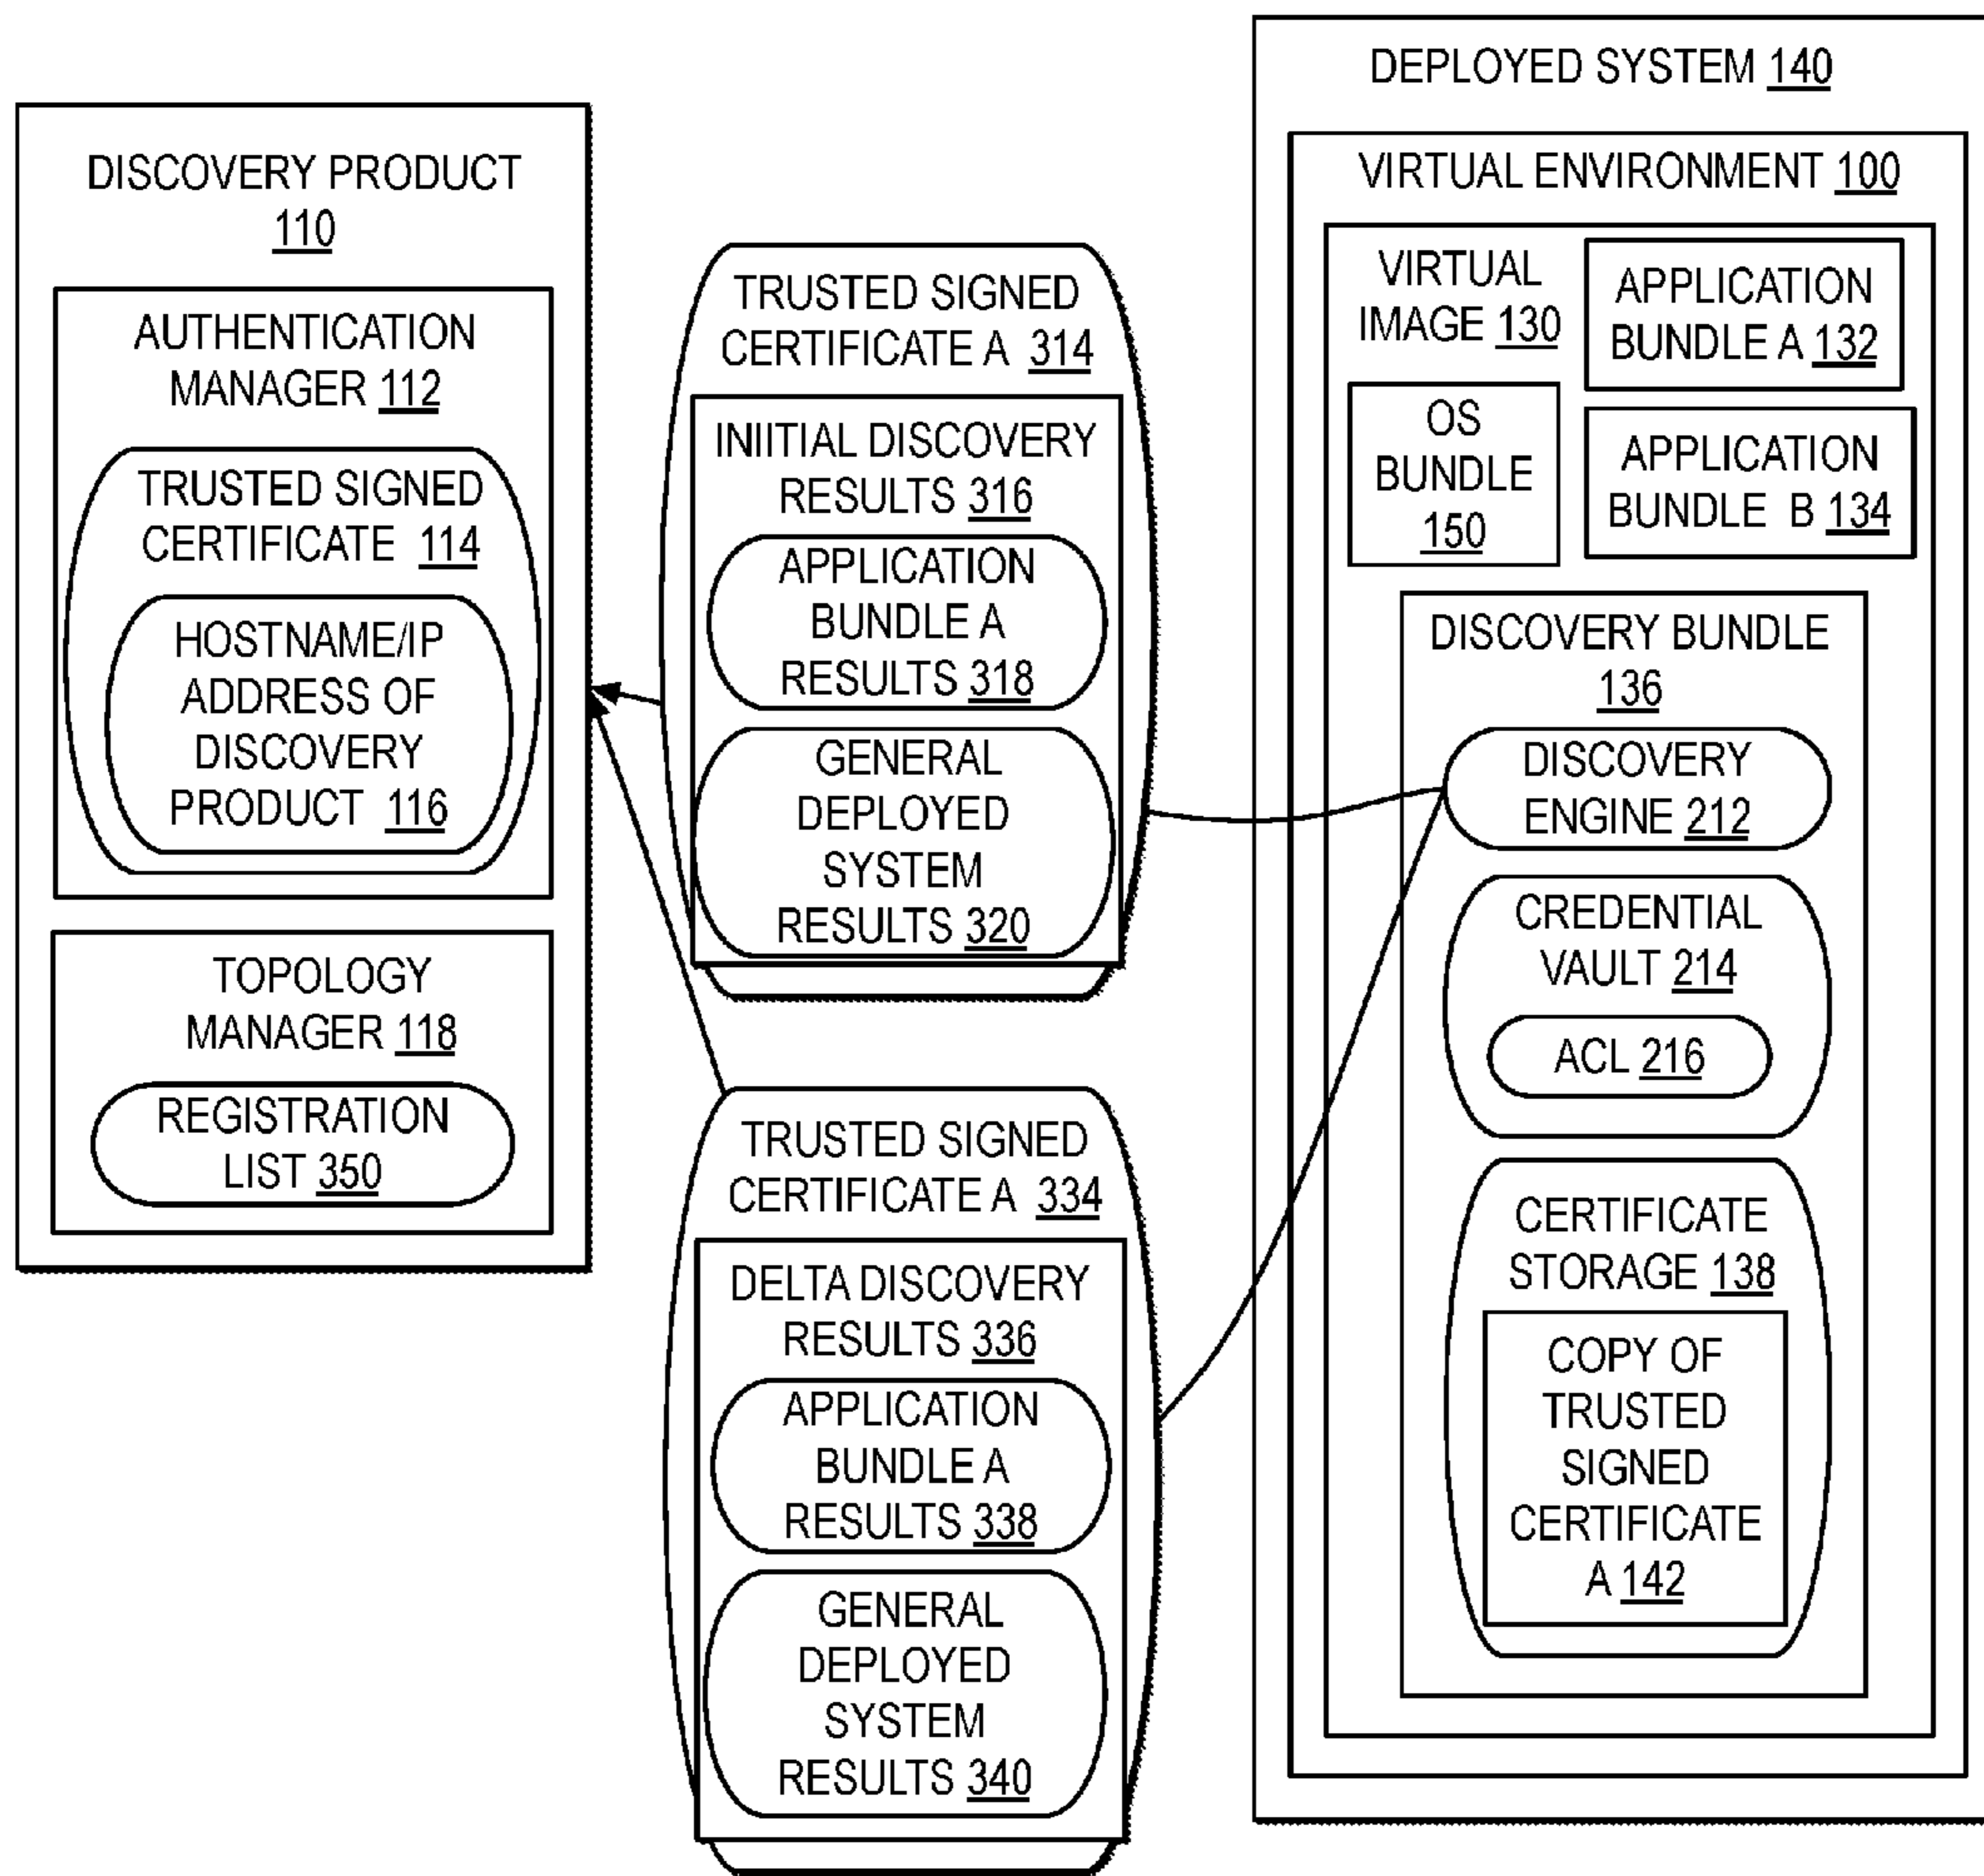 DISCOVERY PRODUCT
110
AUTHENTICATION
MANAGER 112
TRUSTED SIGNED
CERTIFICATE 114
HOSTNAME/IP
ADDRESS OF
DISCOVERY
PRODUCT 116
TOPOLOGY
MANAGER 118
REGISTRATION
LIST 350
TRUSTED SIGNED
CERTIFICATE A 314
INIITIAL DISCOVERY
RESULTS 316
APPLICATION
BUNDLE A
RESULTS 318
GENERAL
DEPLOYED
SYSTEM
RESULTS 320
TRUSTED SIGNED
CERTIFICATE A 334
DELTA DISCOVERY
RESULTS 336
APPLICATION
BUNDLE A
RESULTS 338
GENERAL
DEPLOYED
SYSTEM
RESULTS 340
DEPLOYED SYSTEM 140
VIRTUAL ENVIRONMENT 100
VIRTUAL
IMAGE 130
APPLICATION
BUNDLE A 132
OS
BUNDLE
150
APPLICATION
BUNDLE B 134
DISCOVERY BUNDLE
136
DISCOVERY
ENGINE 212
CREDENTIAL
VAULT 214
ACL 216
CERTIFICATE
STORAGE 138
COPY OF
TRUSTED
SIGNED
CERTIFICATE
A 142